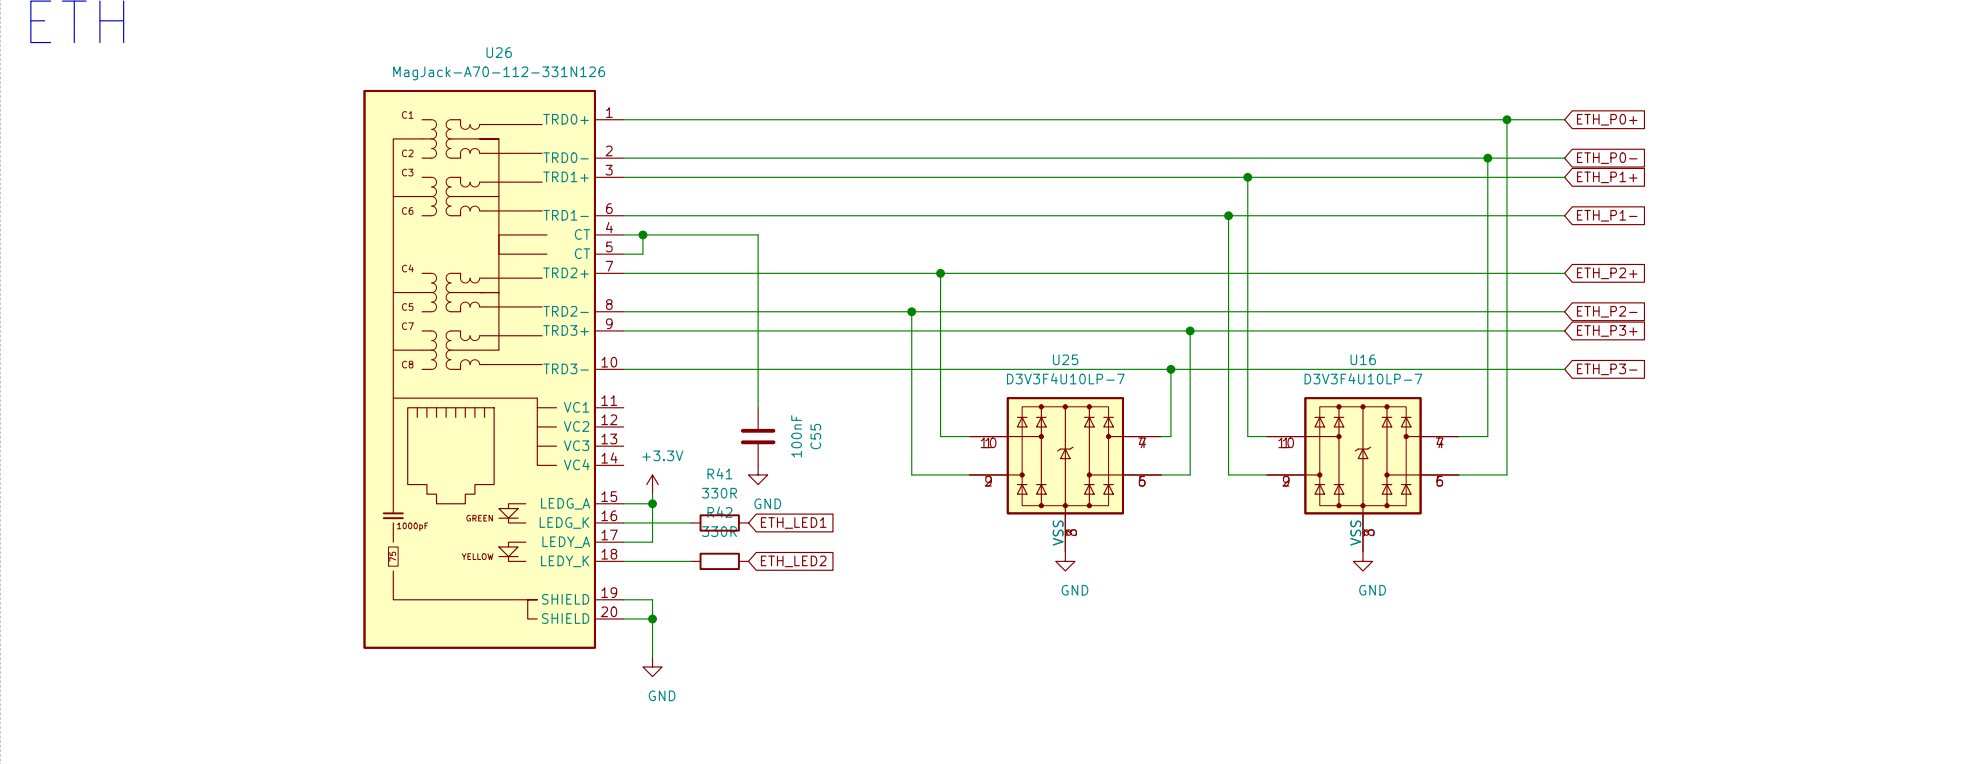 ETH
U26
MagJack-A70-112-331N126
C1
TRD0+
1
ETH_P0+
C2
TRD0-
2
ETH_P0-
C3
TRD1+
3
ETH_P1+
C6
TRD1-
6
ETH_P1-
CT
4
CT
5
C4
TRD2+
7
ETH_P2+
C5
TRD2-
8
ETH_P2-
C7
TRD3+
9
ETH_P3+
C8
TRD3-
10
ETH_P3-
U25
D3V3F4U10LP-7
U16
D3V3F4U10LP-7
VC1
11
VC2
12
VC3
13
VC4
14
100nF
C55
GND
+3.3V
R41
330R
R42
330R
LEDG_A
15
GREEN
LEDG_K
16
ETH_LED1
LEDY_A
17
YELLOW
LEDY_K
18
ETH_LED2
1000pF
75
SHIELD
19
SHIELD
20
GND
VSS
GND
VSS
GND